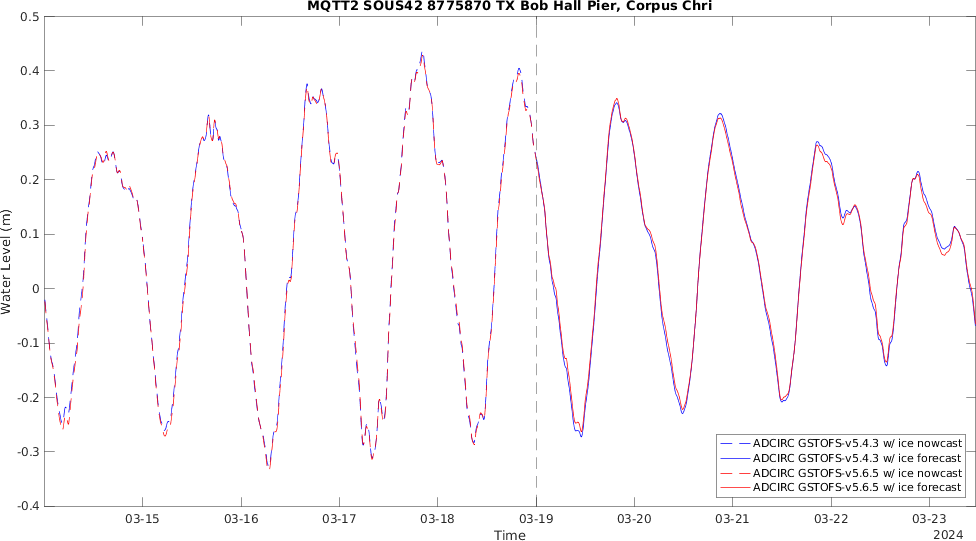 MQTT2 SOUS42 8775870 TX Bob Hall Pier, Corpus Chri
0.5
0.4
0.3
0.2
0.1
0
-0.1
-0.2
-0.3
-0.4
Water Level (m)
ADCIRC GSTOFS-v5.4.3 w/ ice nowcast
ADCIRC GSTOFS-v5.4.3 w/ ice forecast
ADCIRC GSTOFS-v5.6.5 w/ ice nowcast
ADCIRC GSTOFS-v5.6.5 w/ ice forecast
03-15 03-16 03-17 03-18 03-19 03-20 03-21 03-22 03-23
Time
2024